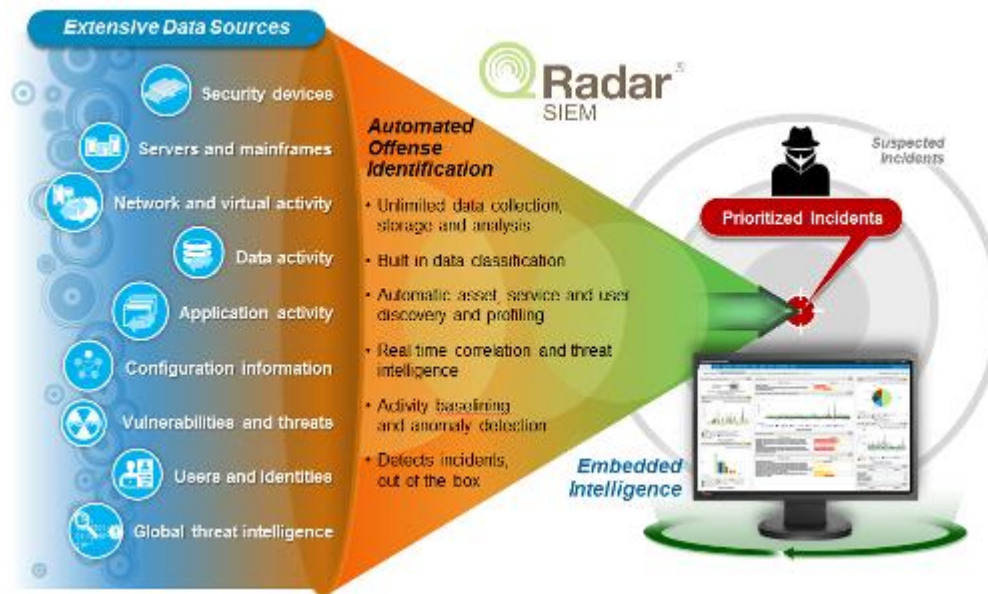 Extensive Data Sources
Security devices
Servers and mainframes
Network and virtual activity
Data activity
Application activity
Configuration information
Vulnerabilities and threats
Users and identities
Global threat intelligence
Automated
Offense
Identification
• Unlimited data collection,
storage and analysis
• Built in data classification
• Automatic asset, service and user
discovery and profiling
• Real time correlation and threat
intelligence
• Activity baselining
and anomaly detection
• Detects incidents,
out of the box
QRadar®
SIEM
Suspected
Incidents
Prioritized Incidents
Embedded
Intelligence